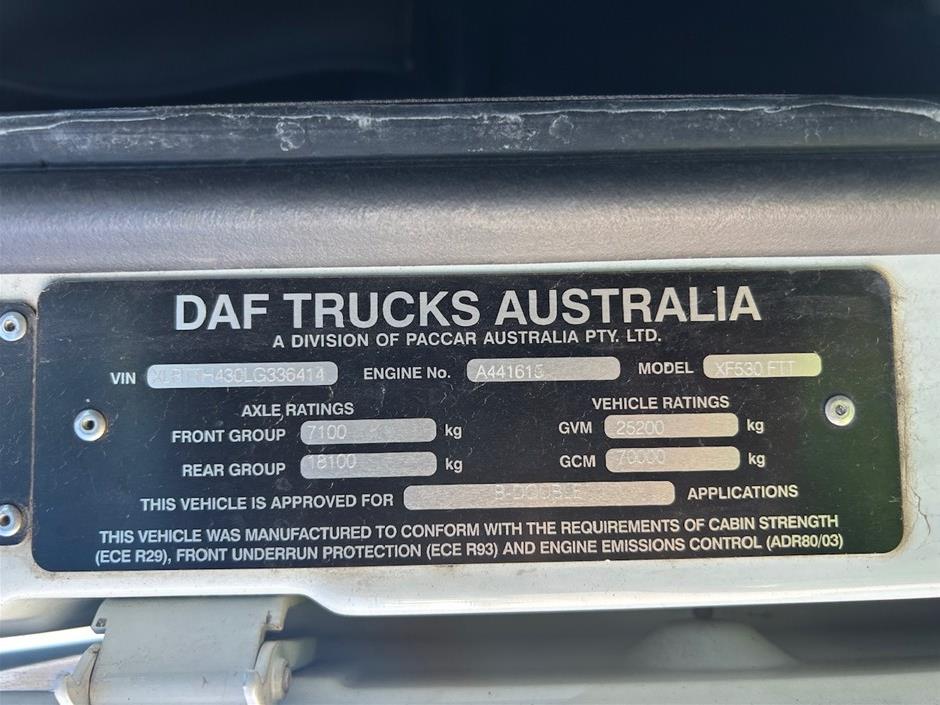 DAF TRUCKS AUSTRALIA
A DIVISION OF PACCAR AUSTRALIA PTY. LTD.
VIN ENGINE No. A441615 MODEL XF530 FTT
AXLE RATINGS VEHICLE RATINGS
FRONT GROUP 7100 kg GVM 25200 kg
REAR GROUP 18100 kg GCM 70000 kg
THIS VEHICLE IS APPROVED FOR B-DOUBLE APPLICATIONS
THIS VEHICLE WAS MANUFACTURED TO CONFORM WITH THE REQUIREMENTS OF CABIN STRENGTH
(ECE R29), FRONT UNDERRUN PROTECTION (ECE R93) AND ENGINE EMISSIONS CONTROL (ADR80/03)